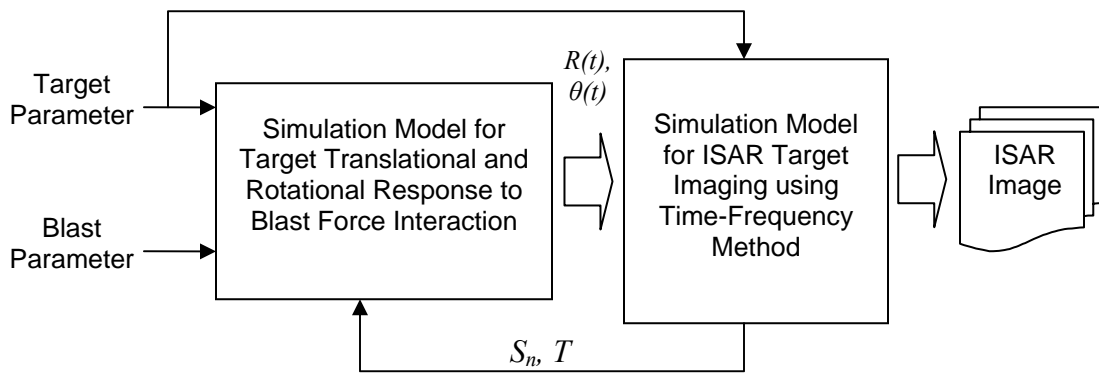 Target
Parameter
Blast
Parameter
Simulation Model for
Target Translational and
Rotational Response to
Blast Force Interaction
R(t),
θ(t)
Simulation Model
for ISAR Target
Imaging using
Time-Frequency
Method
ISAR
Image
Sₙ, T